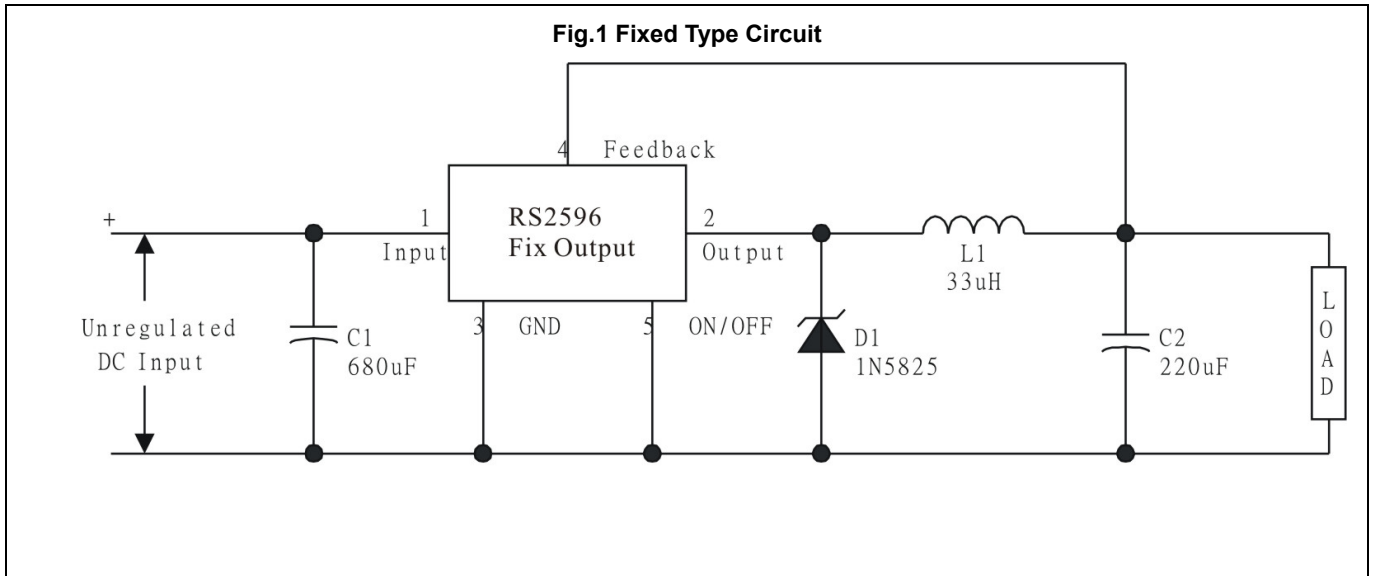 Fig.1 Fixed Type Circuit
4 Feedback
+
1
Input
RS2596
Fix Output
2
Output
L1
33uH
Unregulated
DC Input
C1
680uF
3 GND
5 ON/OFF
D1
1N5825
C2
220uF
L
O
A
D